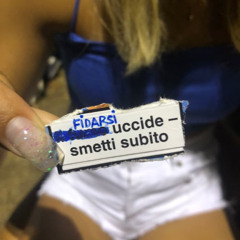 FIDARSI uccide –
smetti subito